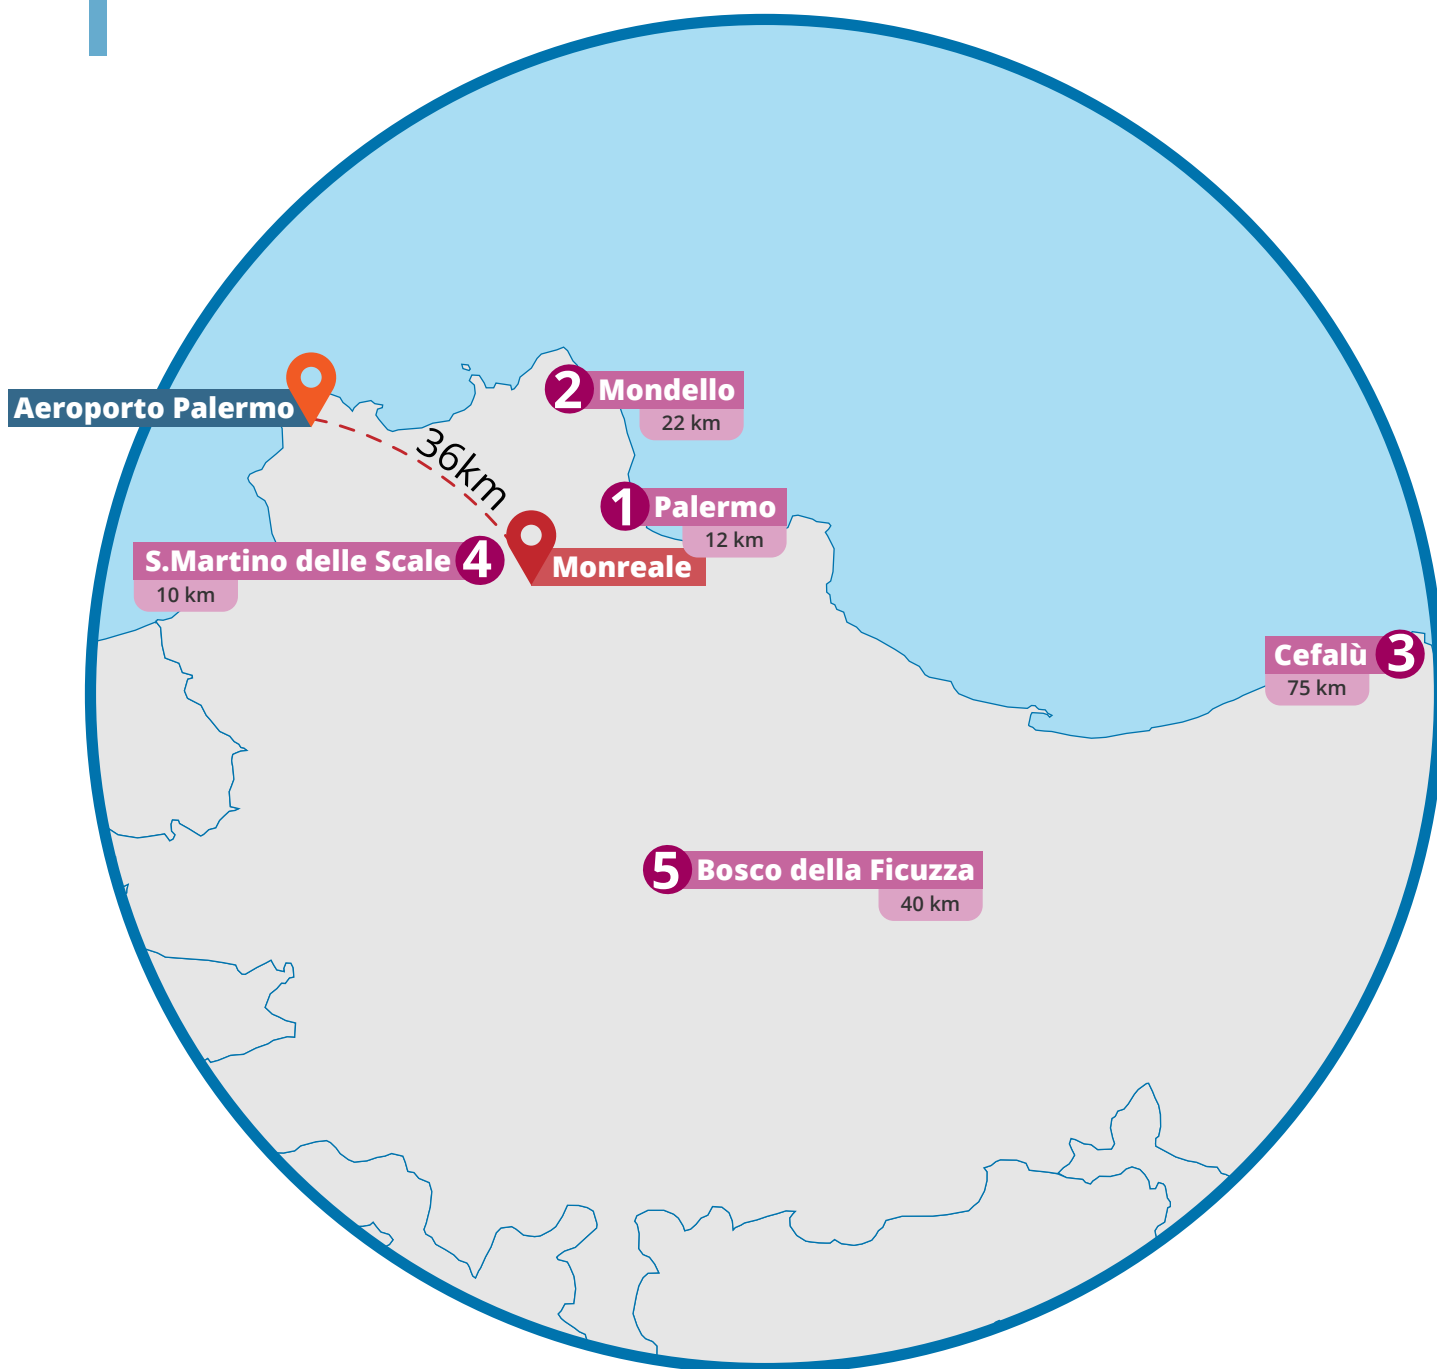 2 Mondello
22 km
Aeroporto Palermo
36km
1 Palermo
12 km
S.Martino delle Scale 4
10 km
Monreale
Cefalù 3
75 km
5 Bosco della Ficuzza
40 km